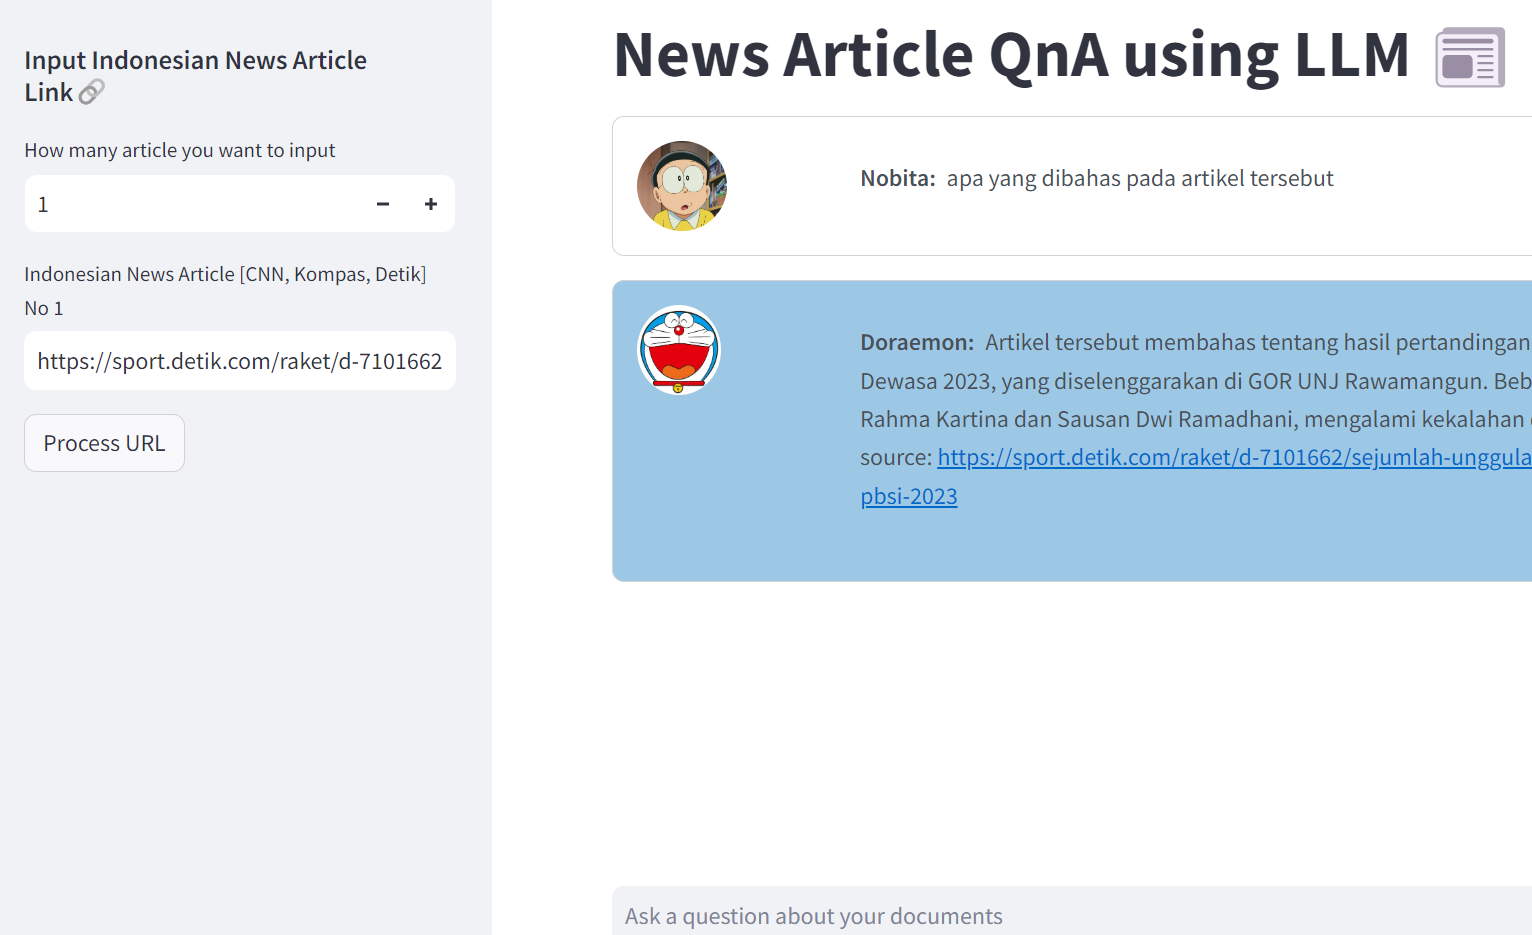 Input Indonesian News Article
Link
How many article you want to input
1
Indonesian News Article [CNN, Kompas, Detik]
No 1
https://sport.detik.com/raket/d-7101662
Process URL
News Article QnA using LLM
Nobita: apa yang dibahas pada artikel tersebut
Doraemon: Artikel tersebut membahas tentang hasil pertandingan
Dewasa 2023, yang diselenggarakan di GOR UNJ Rawamangun. Beb
Rahma Kartina dan Sausan Dwi Ramadhani, mengalami kekalahan
source: https://sport.detik.com/raket/d-7101662/sejumlah-unggula
pbsi-2023
Ask a question about your documents